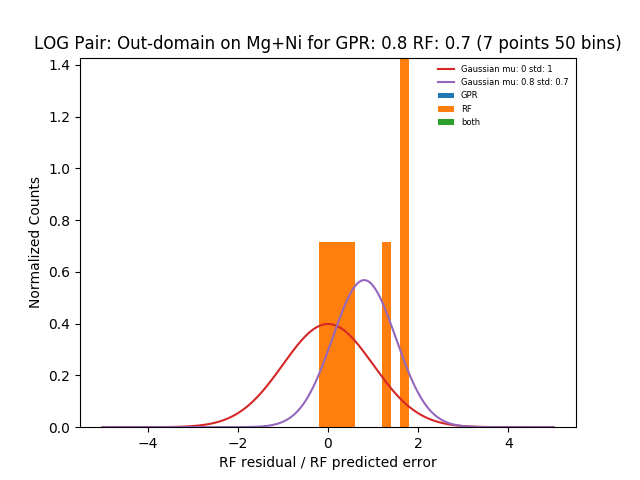 LOG Pair: Out-domain on Mg+Ni for GPR: 0.8 RF: 0.7 (7 points 50 bins)
Gaussian mu: 0 std: 1
Gaussian mu: 0.8 std: 0.7
GPR
RF
both
Normalized Counts
1.4
1.2
1.0
0.8
0.6
0.4
0.2
0.0
−4
−2
0
2
4
RF residual / RF predicted error